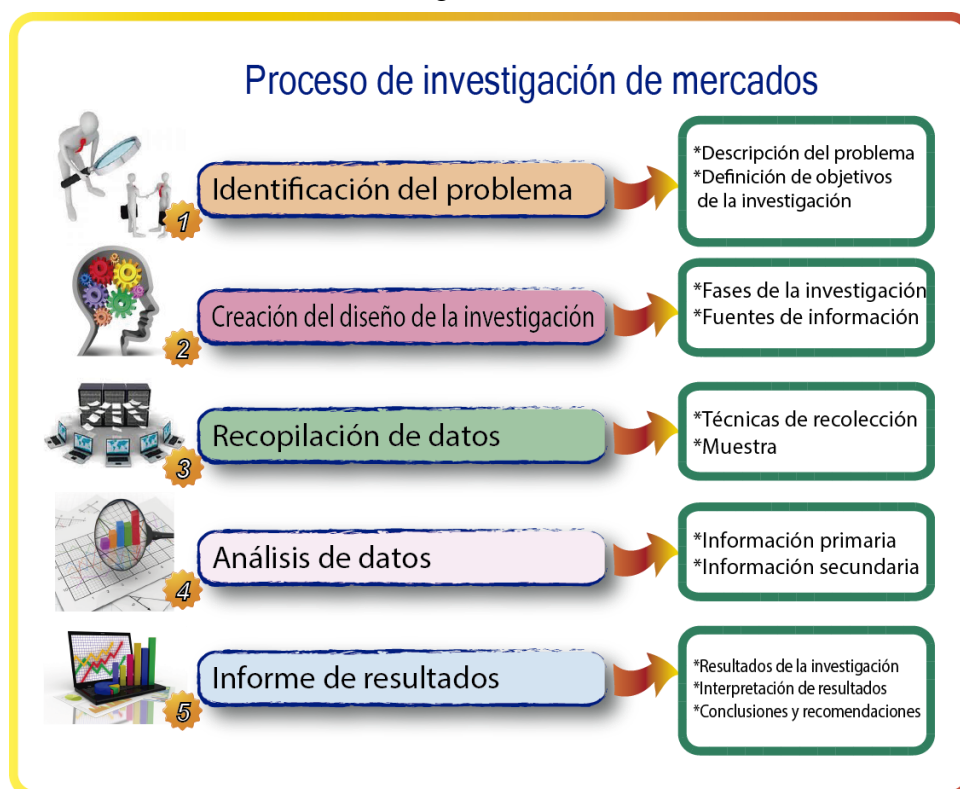 Proceso de investigación de mercados
1
Identificación del problema
*Descripción del problema
*Definición de objetivos
de la investigación
2
Creación del diseño de la investigación
*Fases de la investigación
*Fuentes de información
3
Recopilación de datos
*Técnicas de recolección
*Muestra
4
Análisis de datos
*Información primaria
*Información secundaria
5
Informe de resultados
*Resultados de la investigación
*Interpretación de resultados
*Conclusiones y recomendaciones